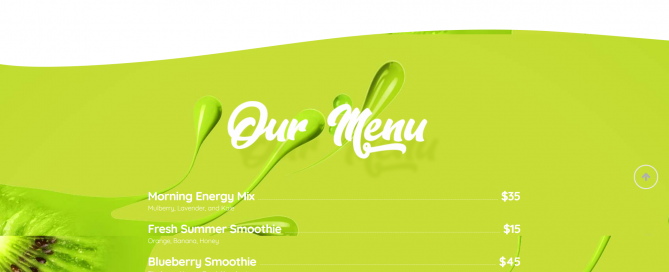 Our Menu
Morning Energy Mix $35
Mulberry, Lavender, and Kale
Fresh Summer Smoothie $15
Orange, Banana, Honey
Blueberry Smoothie $45